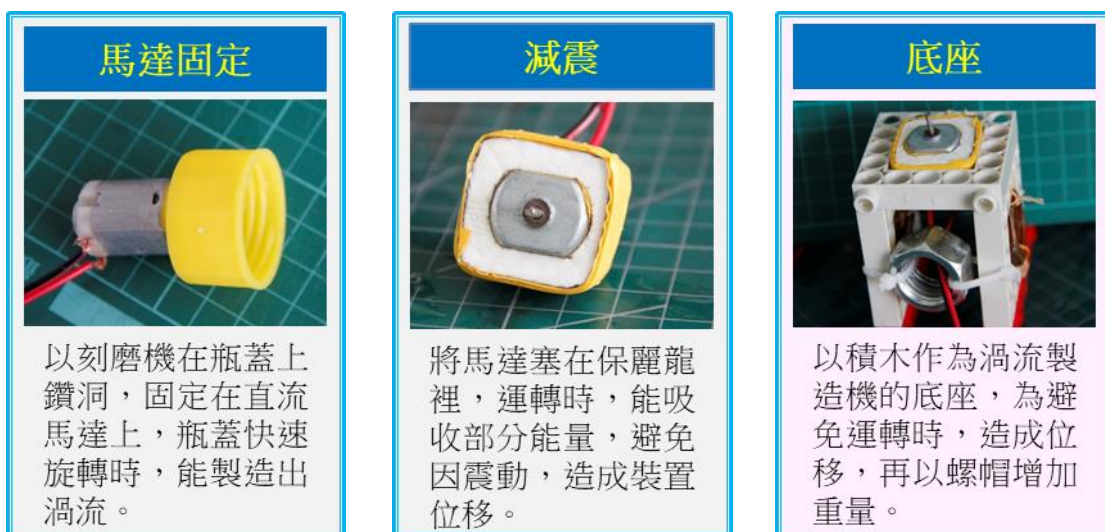 馬達固定
以刻磨機在瓶蓋上
鑽洞，固定在直流
馬達上，瓶蓋快速
旋轉時，能製造出
渦流。
減震
將馬達塞在保麗龍
裡，運轉時，能吸
收部分能量，避免
因震動，造成裝置
位移。
底座
以積木作為渦流製
造機的底座，為避
免運轉時，造成位
移，再以螺帽增加
重量。